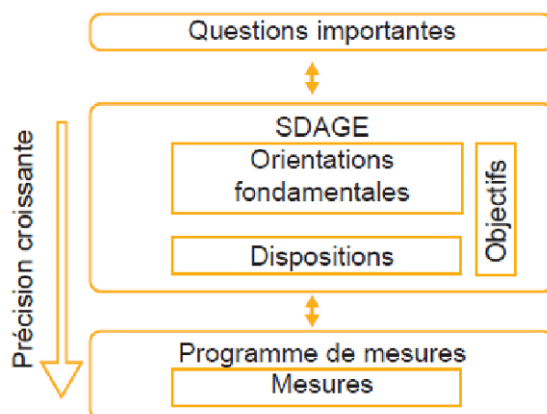 Questions importantes
Précision croissante
SDAGE
Orientations
fondamentales
Objectifs
Dispositions
Programme de mesures
Mesures